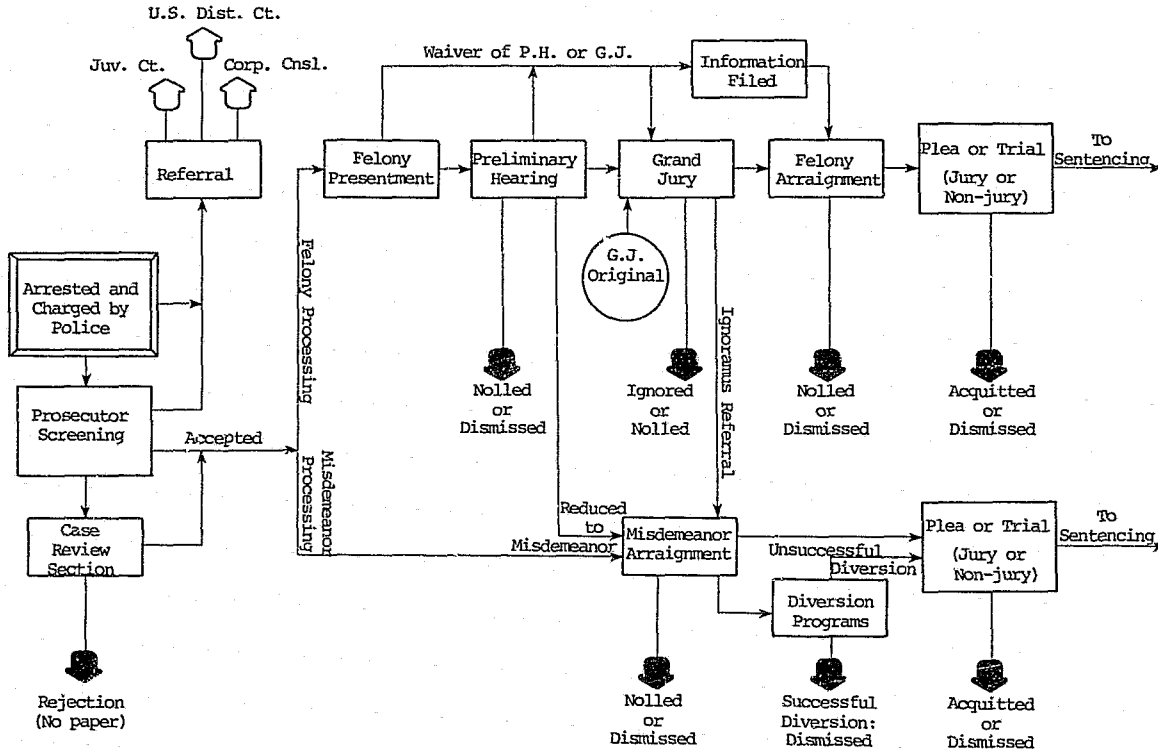 U.S. Dist. Ct.
Juv. Ct.
Corp. Cnsl.
Referral
Arrested and
Charged by
Police
Prosecutor
Screening
Accepted
Case
Review
Section
Rejection
(No paper)
Felony Processing
Misdemeanor
Processing
Waiver of P.H. or G.J.
Information
Filed
Felony
Presentment
Preliminary
Hearing
Grand
Jury
Felony
Arraignment
Plea or Trial
(Jury or
Non-jury)
To
Sentencing
G.J.
Original
Ignoramus Referral
Nolled
or
Dismissed
Ignored
or
Nolled
Nolled
or
Dismissed
Acquitted
or
Dismissed
Reduced
to
Misdemeanor
Misdemeanor
Arraignment
Unsuccessful
Diversion
Plea or Trial
(Jury or
Non-jury)
To
Sentencing
Diversion
Programs
Nolled
or
Dismissed
Successful
Diversion:
Dismissed
Acquitted
or
Dismissed